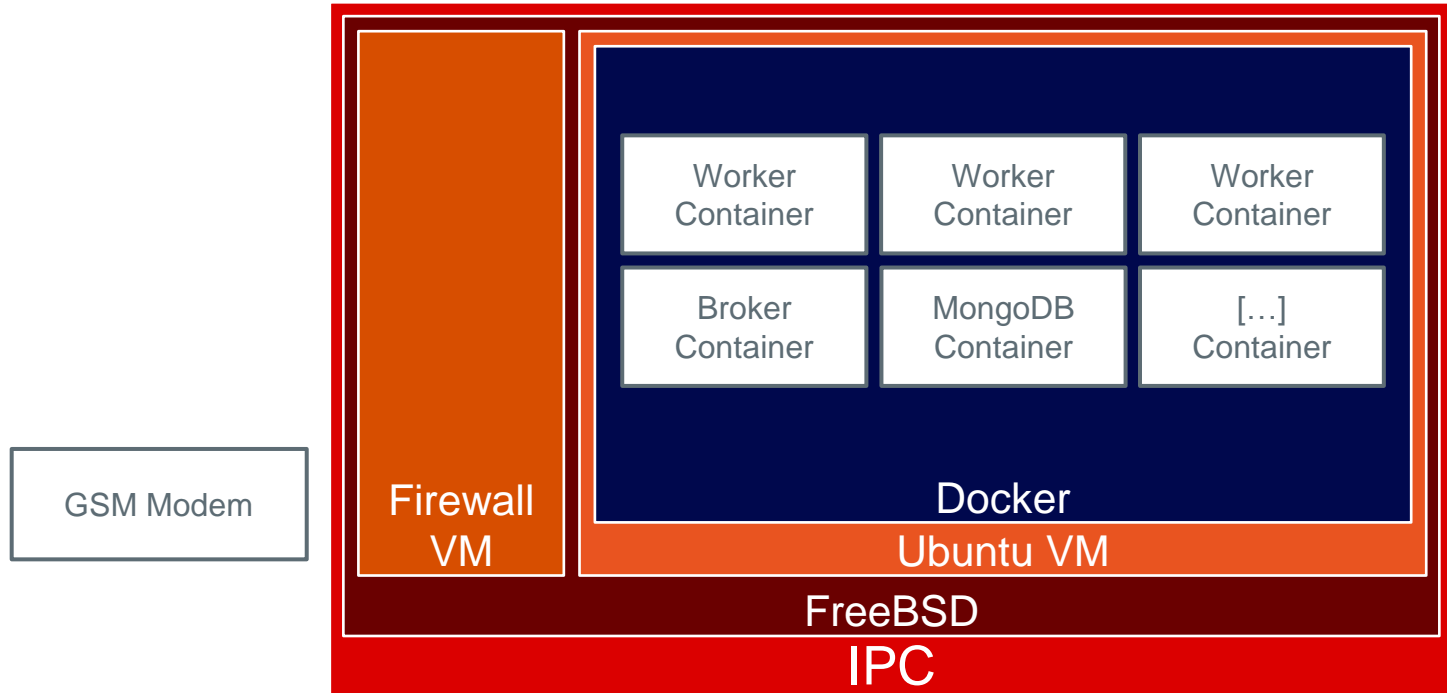 Worker
Container
Worker
Container
Worker
Container
Broker
Container
MongoDB
Container
[…]
Container
GSM Modem
Firewall
VM
Docker
Ubuntu VM
FreeBSD
IPC